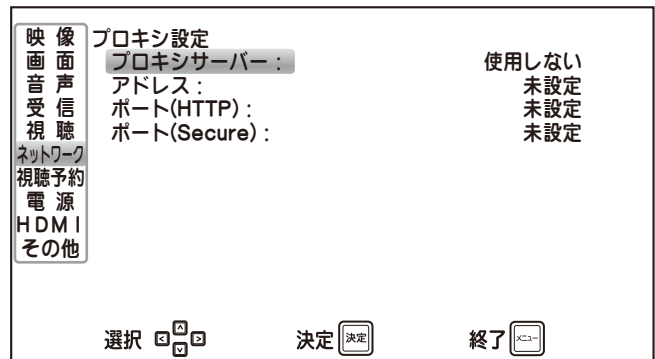 映 像
画 面
音 声
受 信
視 聴
ネットワーク
視聴予約
電 源
HDMI
その他
プロキシ設定
プロキシサーバー : 使用しない
アドレス : 未設定
ポート(HTTP) : 未設定
ポート(Secure) : 未設定
選択 決定 決定 終了 メニュー